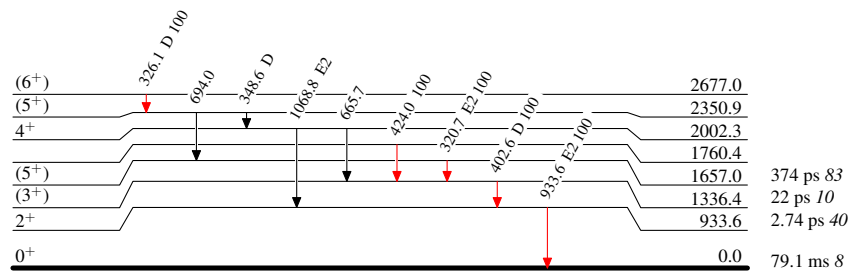 326.1 D 100
694.0
348.6 D
1068.8 E2
665.7
424.0 100
320.7 E2 100
402.6 D 100
933.6 E2 100
(6+) 2677.0
(5+) 2350.9
4+ 2002.3
1760.4
(5+) 1657.0 374 ps 83
(3+) 1336.4 22 ps 10
2+ 933.6 2.74 ps 40
0+ 0.0 79.1 ms 8